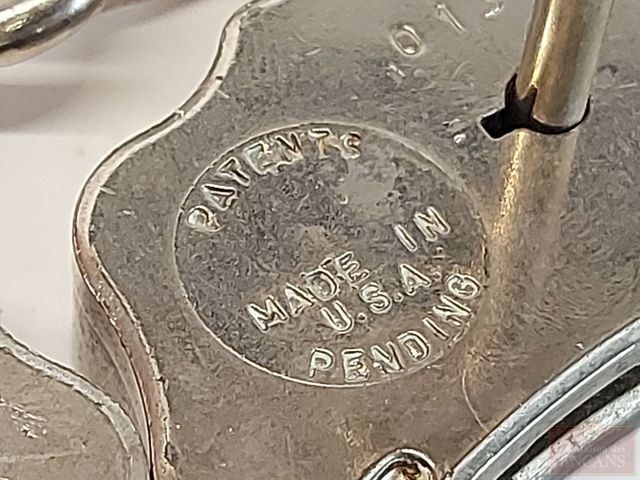 PATENTS
MADE IN
U.S.A.
PENDING